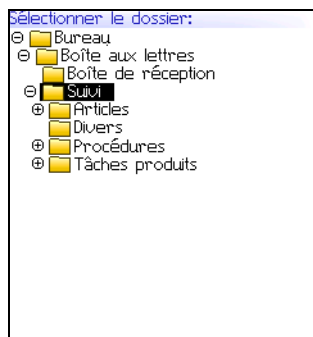 Sélectionner le dossier:
Bureau
Boîte aux lettres
Boîte de réception
Suivi
Articles
Divers
Procédures
Tâches produits